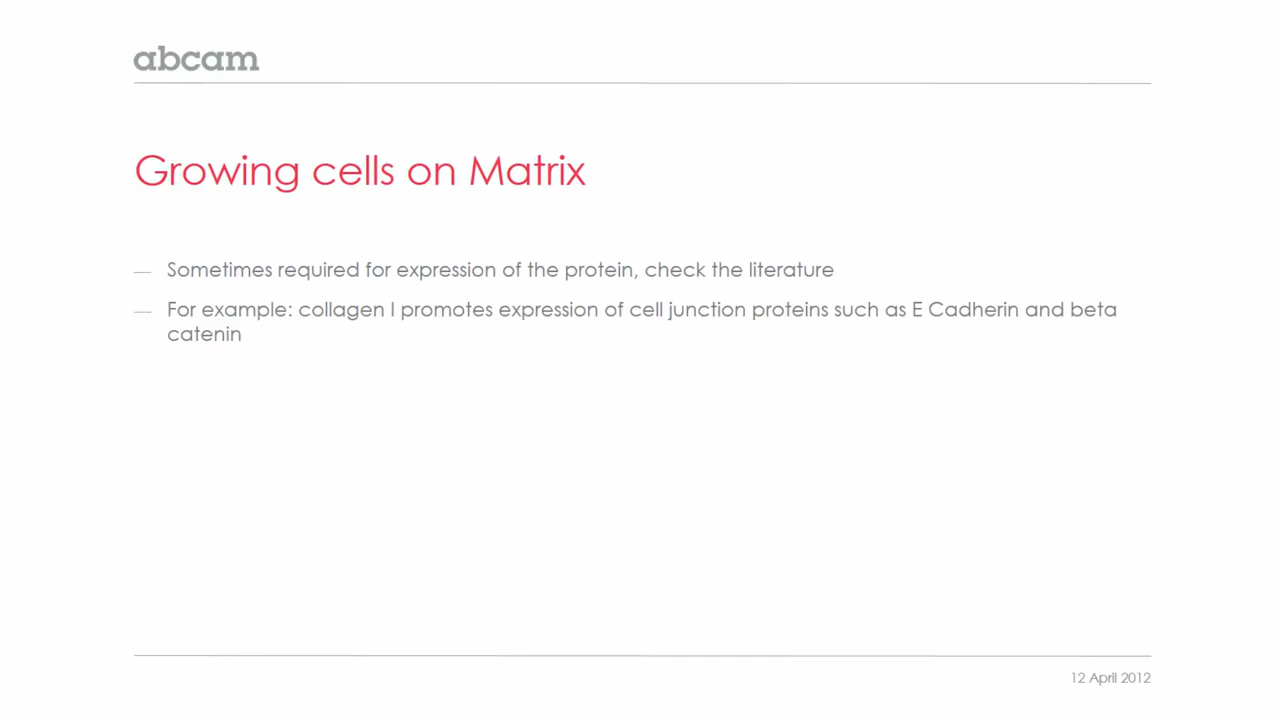 abcam
Growing cells on Matrix
— Sometimes required for expression of the protein, check the literature
— For example: collagen I promotes expression of cell junction proteins such as E Cadherin and beta
catenin
12 April 2012